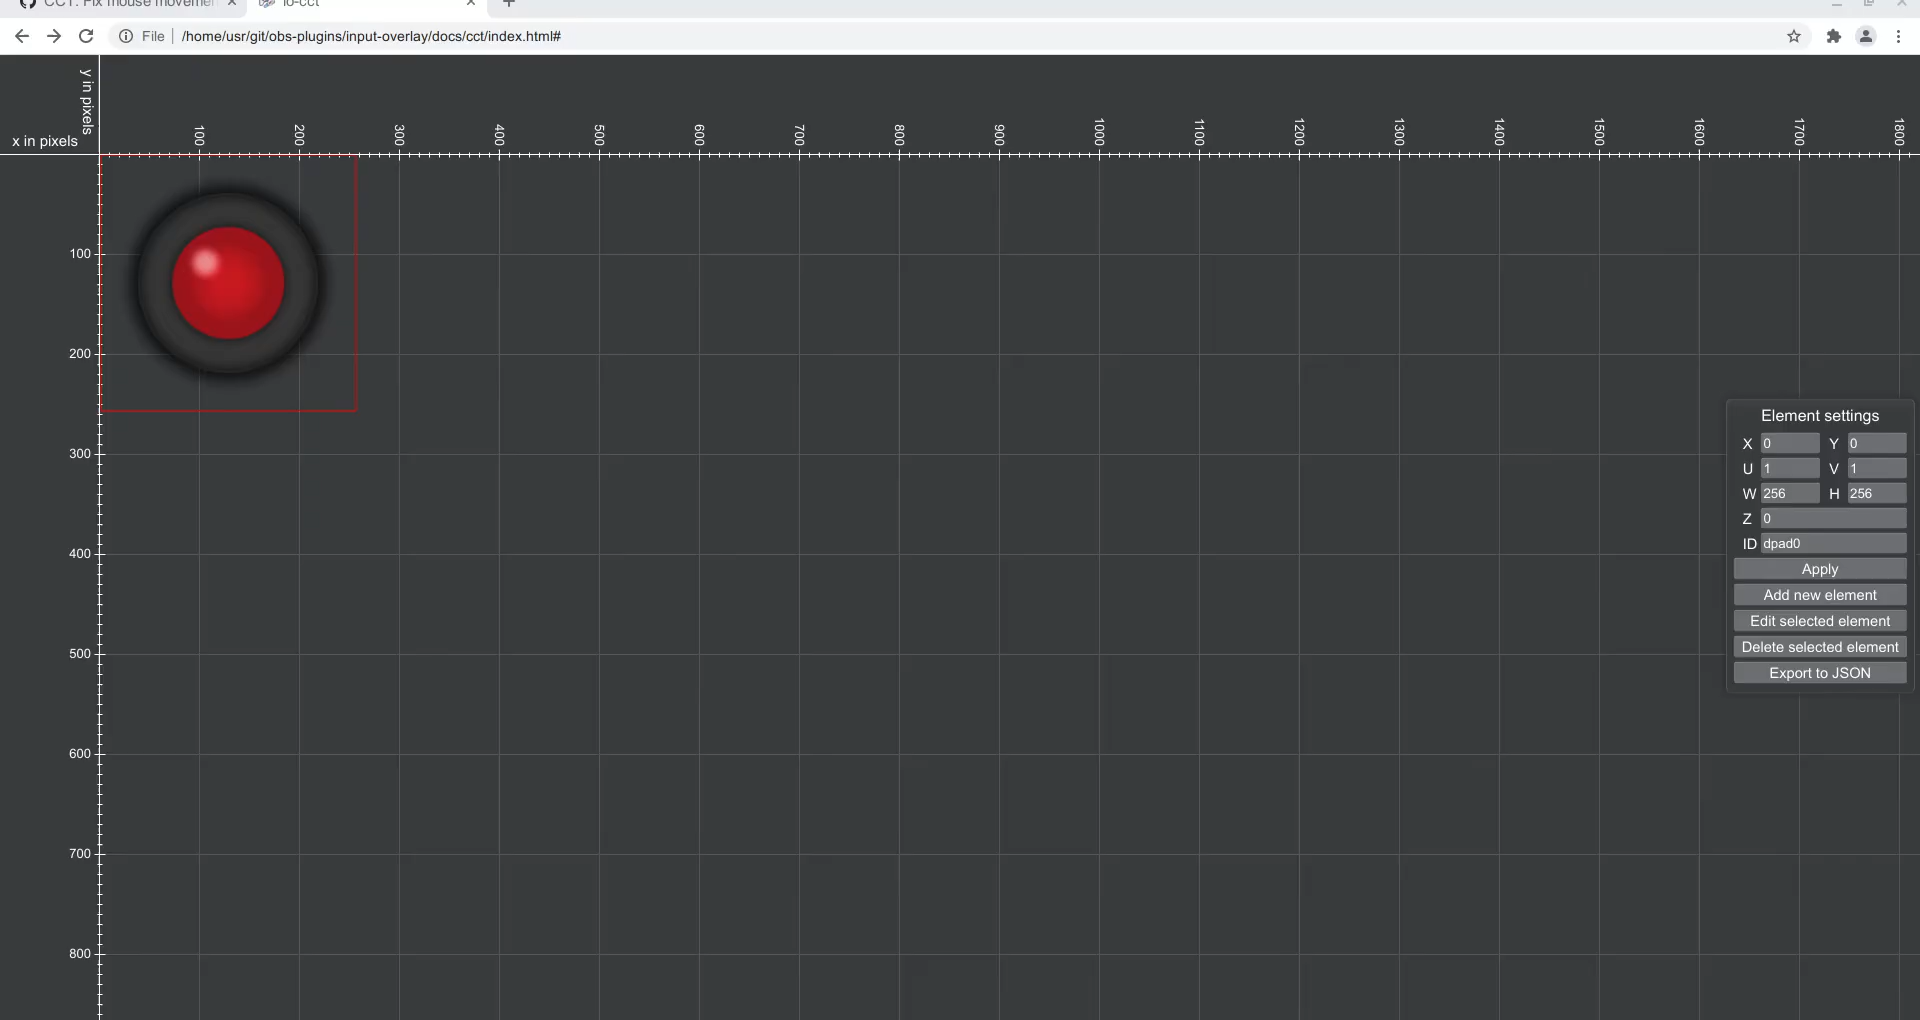 CCT: Fix mouse movemen
io-cct
File
/home/usr/git/obs-plugins/input-overlay/docs/cct/index.html#
y in pixels
x in pixels
100 200 300 400 500 600 700 800 900 1000 1100 1200 1300 1400 1500 1600 1700 1800
100
200
300
400
500
600
700
800
Element settings
X 0 Y 0
U 1 V 1
W 256 H 256
Z 0
ID dpad0
Apply
Add new element
Edit selected element
Delete selected element
Export to JSON